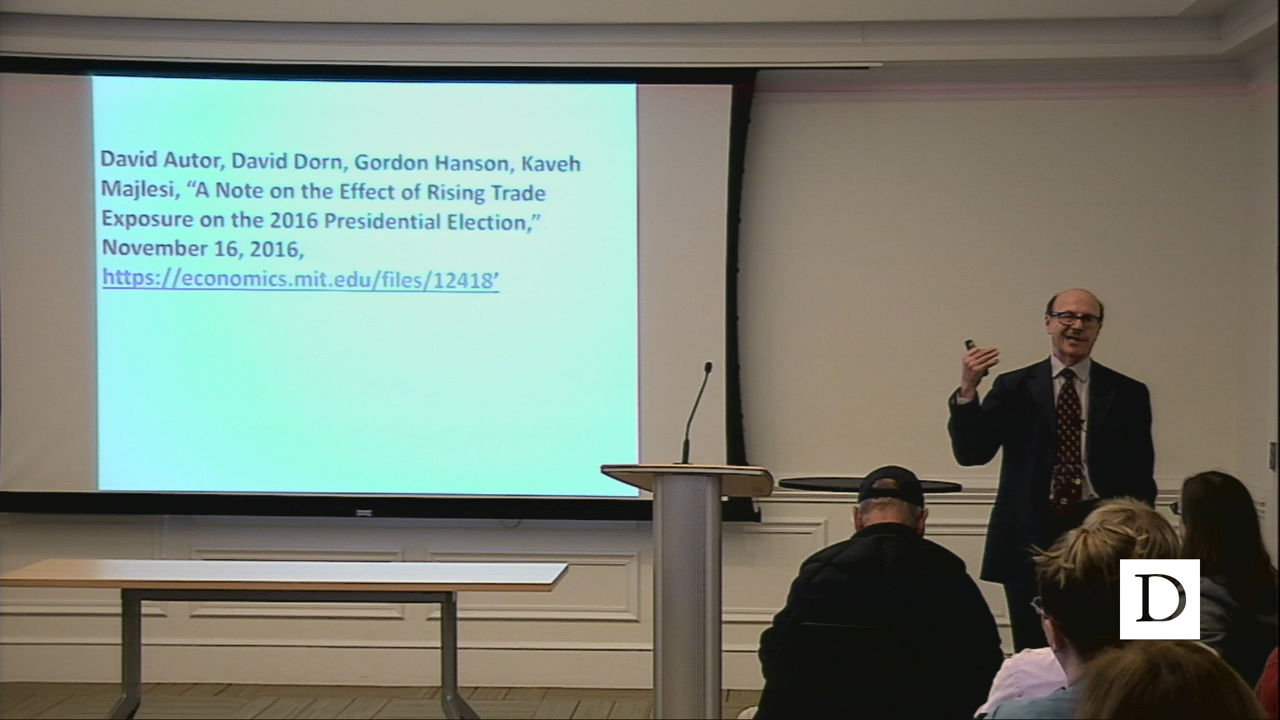 David Autor, David Dorn, Gordon Hanson, Kaveh
Majlesi, “A Note on the Effect of Rising Trade
Exposure on the 2016 Presidential Election,”
November 16, 2016,
https://economics.mit.edu/files/12418’
D